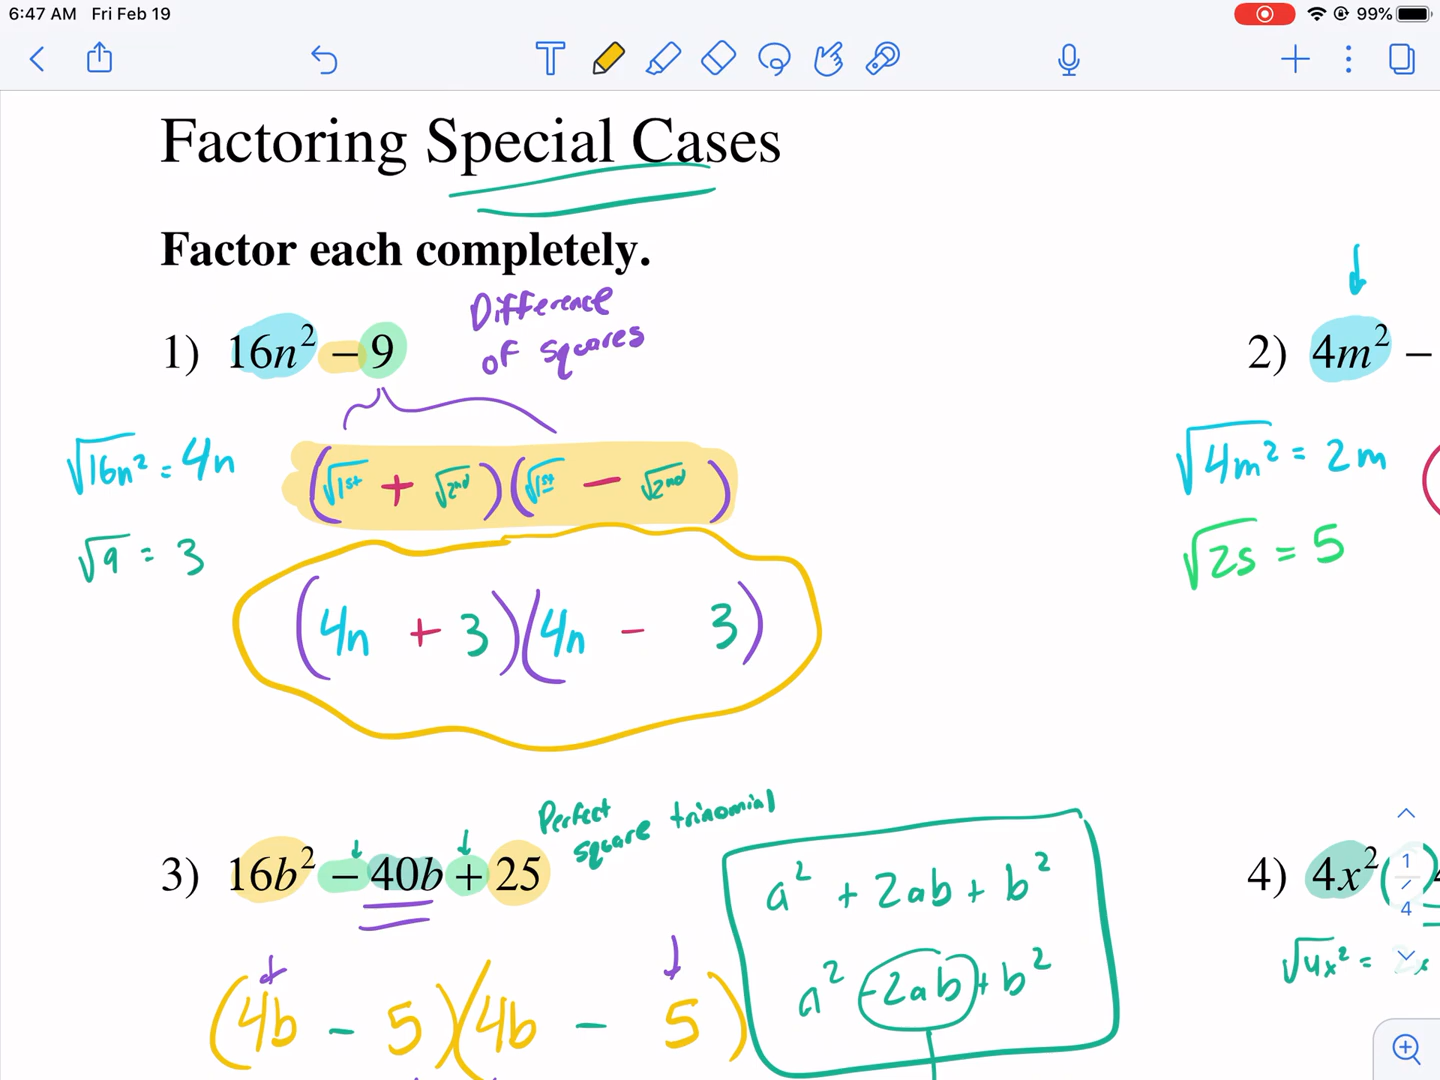 6:47 AM Fri Feb 19
99%
Factoring Special Cases
Factor each completely.
Difference
of squares
1) 16n² − 9
2) 4m² −
√16n² = 4n
(√1st + √2nd)(√1st − √2nd)
√4m² = 2m
√9 = 3
√25 = 5
(4n + 3)(4n − 3)
Perfect
square trinomial
3) 16b² − 40b + 25
a² + 2ab + b²
4) 4x²
1
/
4
√4x² =
a² − 2ab + b²
(4b − 5)(4b − 5)